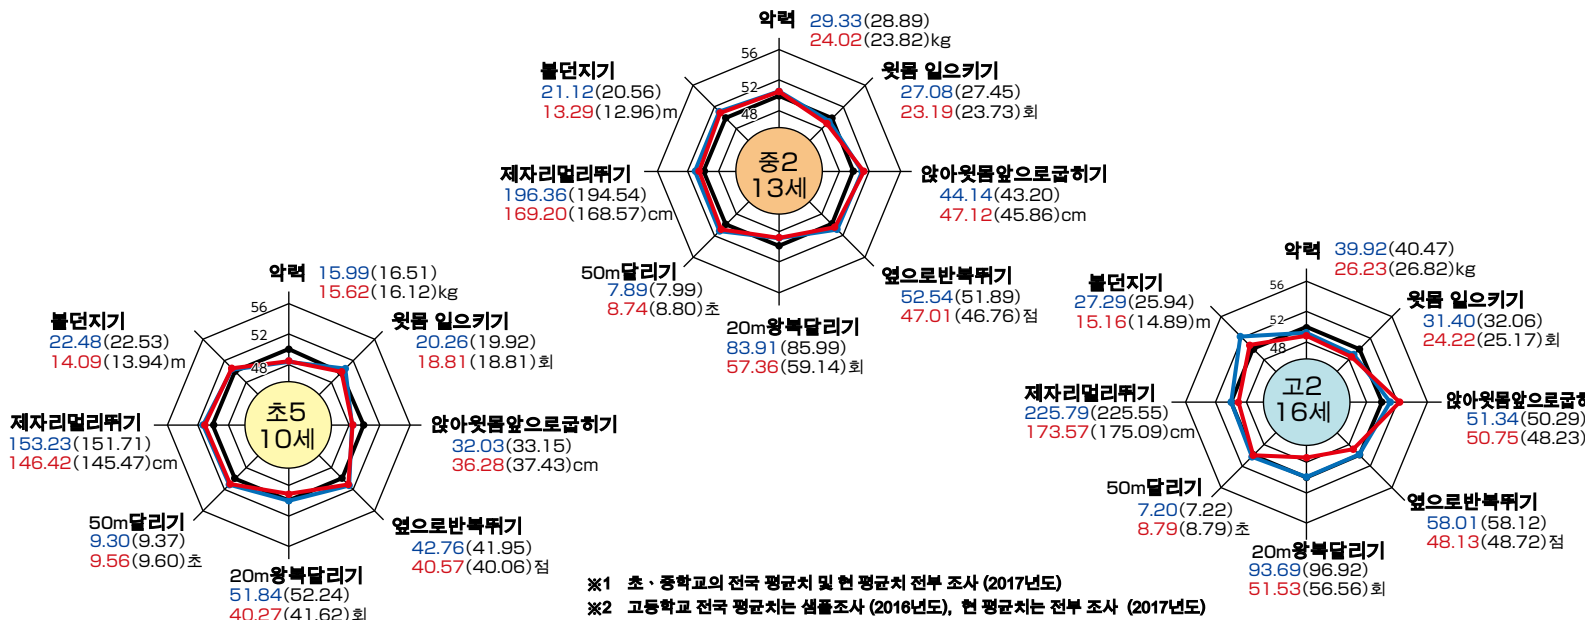 악력 29.33(28.89)
24.02(23.82)kg
윗몸 일으키기
27.08(27.45)
23.19(23.73)회
앉아윗몸앞으로굽히기
44.14(43.20)
47.12(45.86)cm
옆으로반복뛰기
52.54(51.89)
47.01(46.76)점
20m왕복달리기
83.91(85.99)
57.36(59.14)회
50m달리기
7.89(7.99)
8.74(8.80)초
제자리멀리뛰기
196.36(194.54)
169.20(168.57)cm
볼던지기
21.12(20.56)
13.29(12.96)m
56
52
48
중2
13세
악력 15.99(16.51)
15.62(16.12)kg
윗몸 일으키기
20.26(19.92)
18.81(18.81)회
앉아윗몸앞으로굽히기
32.03(33.15)
36.28(37.43)cm
옆으로반복뛰기
42.76(41.95)
40.57(40.06)점
20m왕복달리기
51.84(52.24)
40.27(41.62)회
50m달리기
9.30(9.37)
9.56(9.60)초
제자리멀리뛰기
153.23(151.71)
146.42(145.47)cm
볼던지기
22.48(22.53)
14.09(13.94)m
56
52
48
초5
10세
악력 39.92(40.47)
26.23(26.82)kg
윗몸 일으키기
31.40(32.06)
24.22(25.17)회
앉아윗몸앞으로굽히
51.34(50.29)
50.75(48.23)
옆으로반복뛰기
58.01(58.12)
48.13(48.72)점
20m왕복달리기
93.69(96.92)
51.53(56.56)회
50m달리기
7.20(7.22)
8.79(8.79)초
제자리멀리뛰기
225.79(225.55)
173.57(175.09)cm
볼던지기
27.29(25.94)
15.16(14.89)m
56
52
48
고2
16세
※1 초、중학교의 전국 평균치 및 현 평균치 전부 조사 (2017년도)
※2 고등학교 전국 평균치는 샘플조사 (2016년도), 현 평균치는 전부 조사 (2017년도)